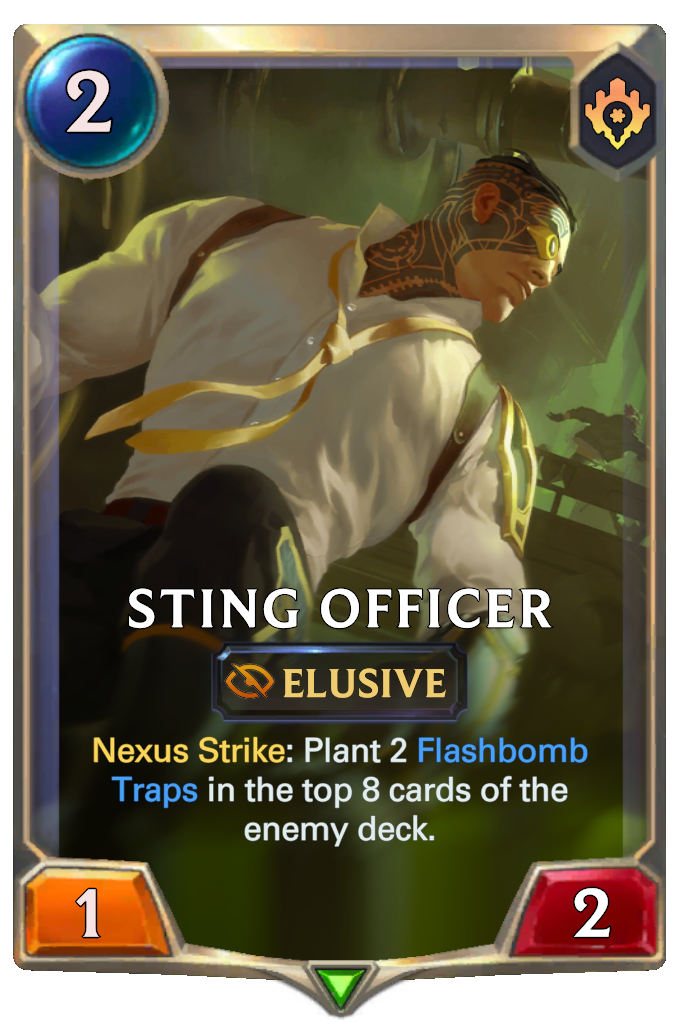 2
STING OFFICER
ELUSIVE
Nexus Strike: Plant 2 Flashbomb
Traps in the top 8 cards of the
enemy deck.
1
2